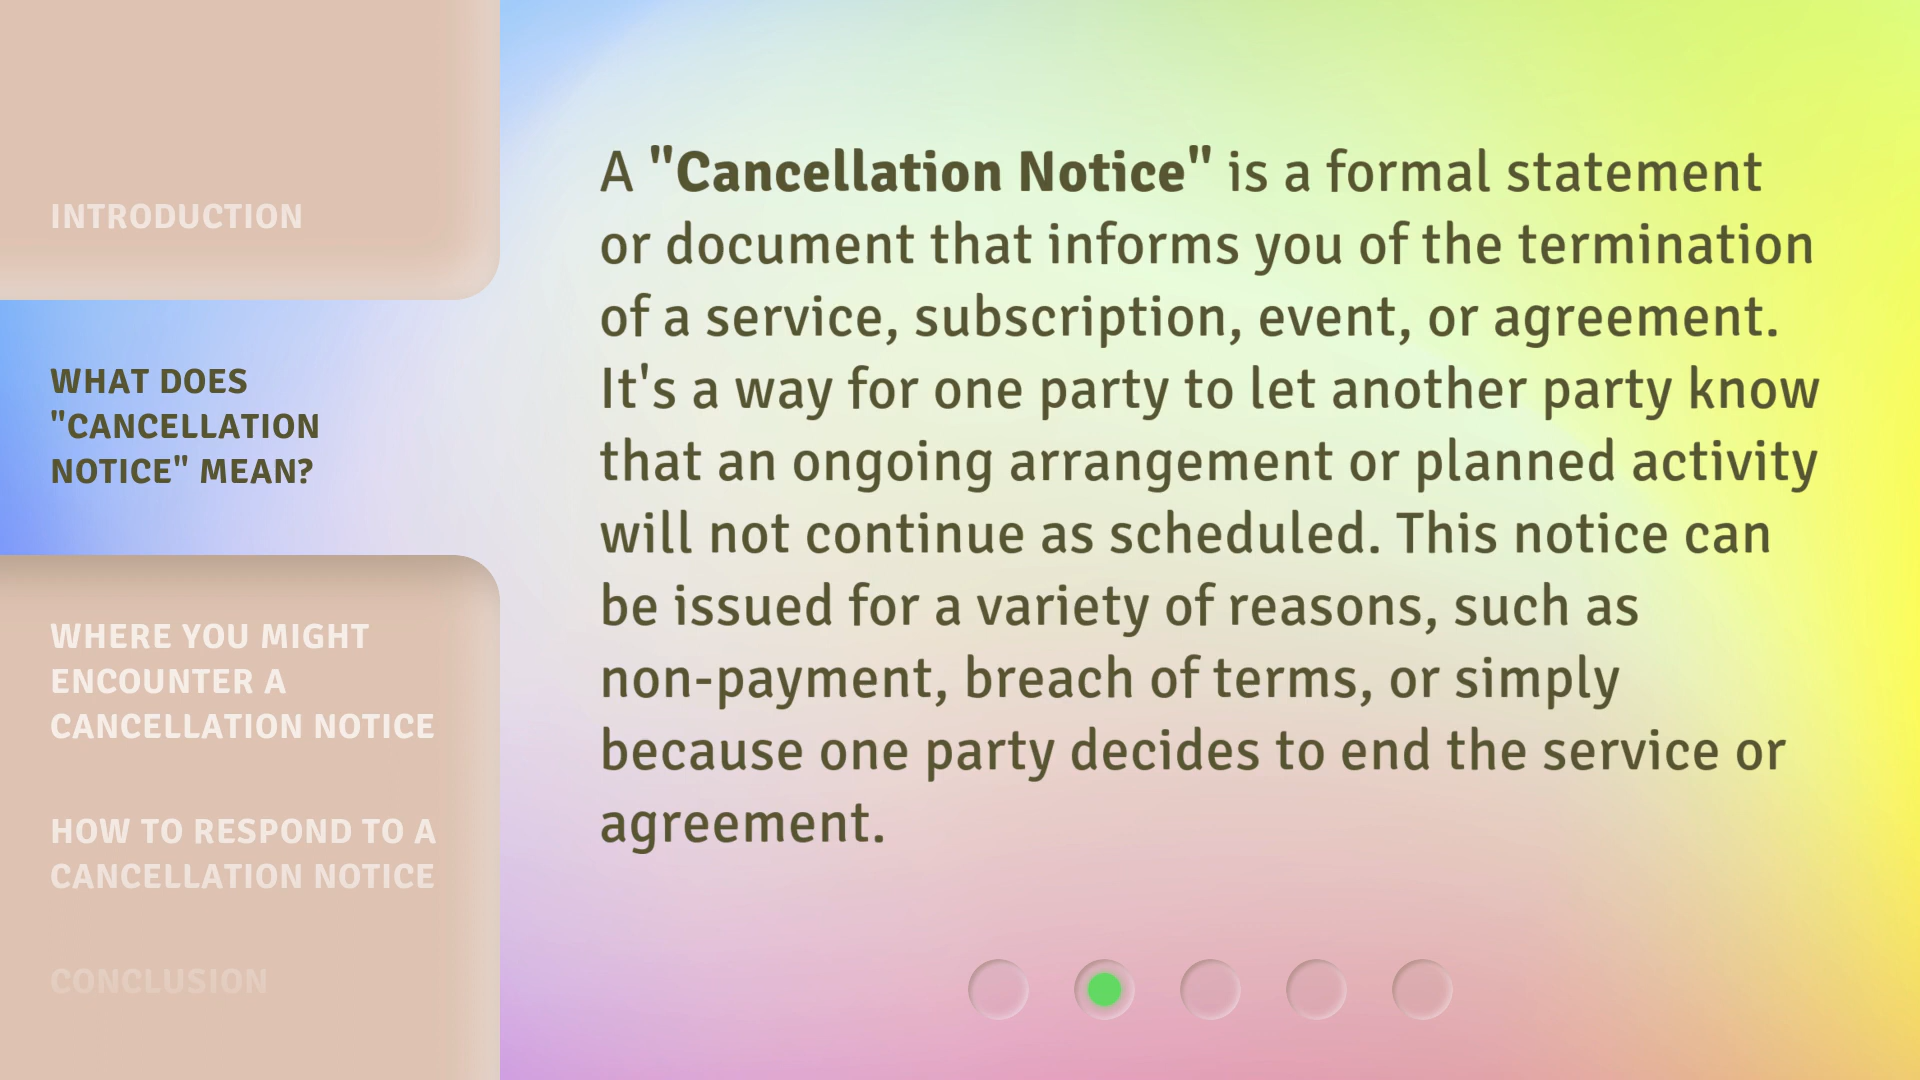 INTRODUCTION
WHAT DOES
"CANCELLATION
NOTICE" MEAN?
WHERE YOU MIGHT
ENCOUNTER A
CANCELLATION NOTICE
HOW TO RESPOND TO A
CANCELLATION NOTICE
CONCLUSION
A "Cancellation Notice" is a formal statement
or document that informs you of the termination
of a service, subscription, event, or agreement.
It's a way for one party to let another party know
that an ongoing arrangement or planned activity
will not continue as scheduled. This notice can
be issued for a variety of reasons, such as
non-payment, breach of terms, or simply
because one party decides to end the service or
agreement.